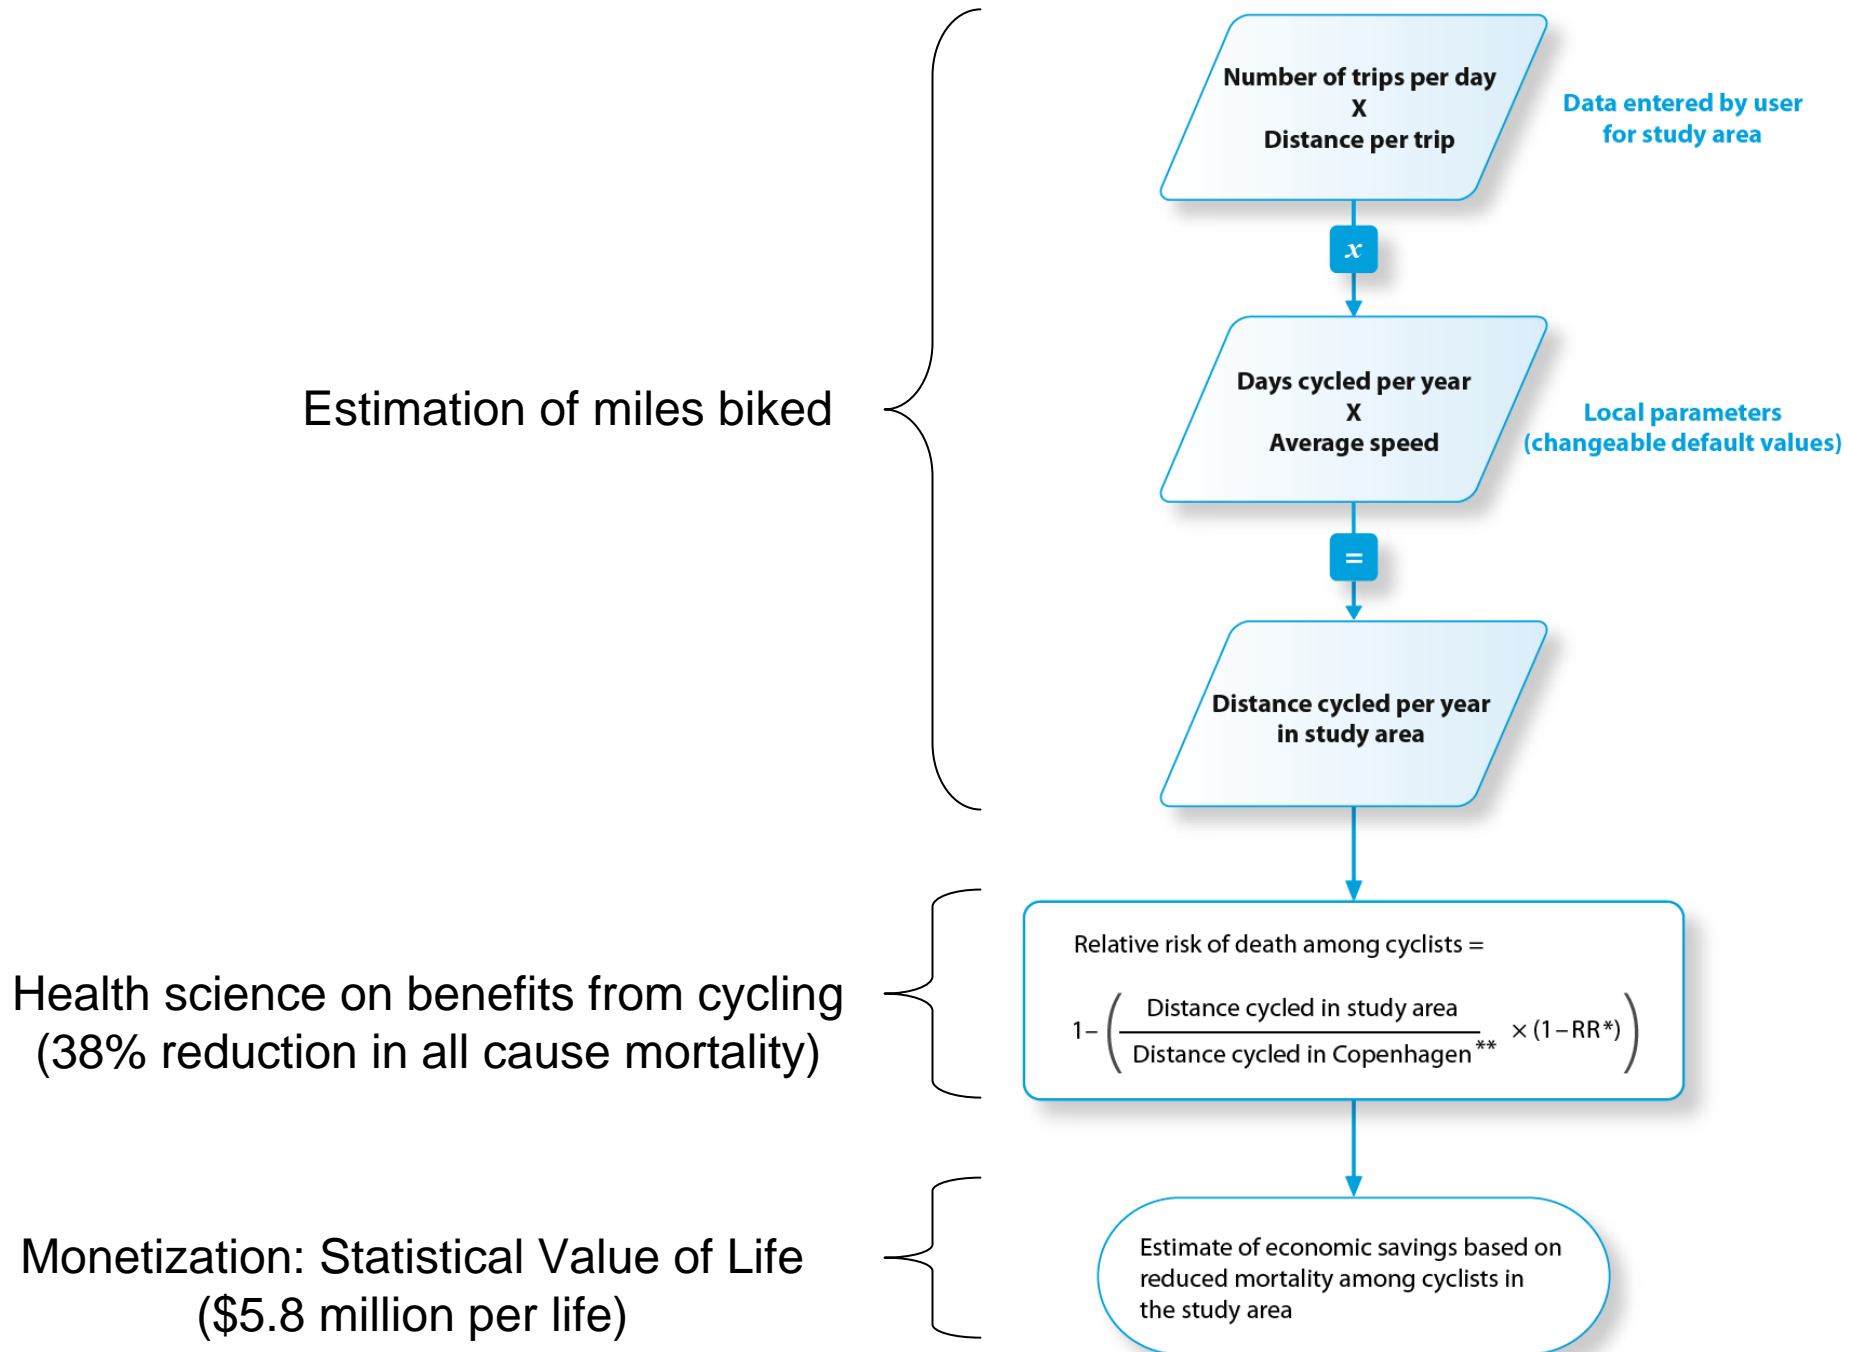 Number of trips per day
X
Distance per trip
Data entered by user
for study area
x
Estimation of miles biked
Days cycled per year
X
Average speed
Local parameters
(changeable default values)
=
Distance cycled per year
in study area
Health science on benefits from cycling
(38% reduction in all cause mortality)
Relative risk of death among cyclists =
1– ( Distance cycled in study area
Distance cycled in Copenhagen** × (1–RR*) )
Monetization: Statistical Value of Life
($5.8 million per life)
Estimate of economic savings based on
reduced mortality among cyclists in
the study area